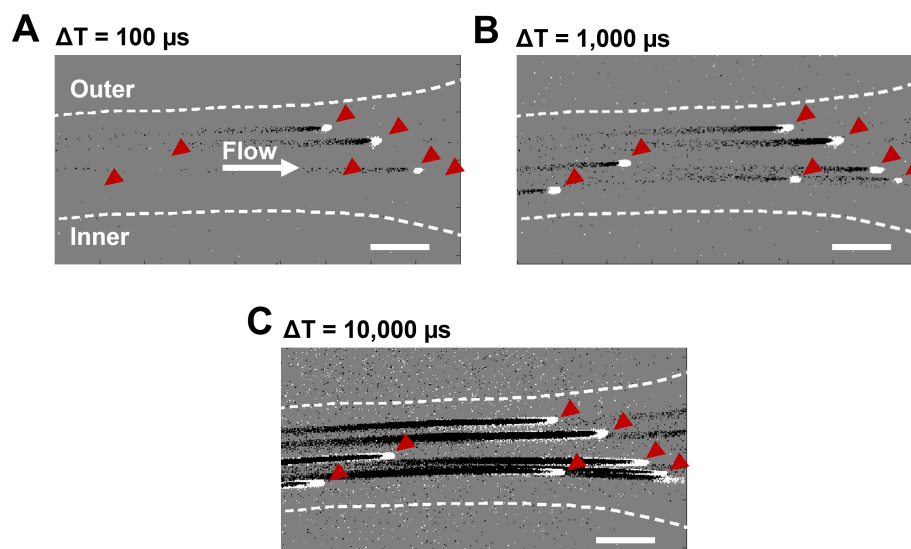 A
ΔT = 100 µs
Outer
Flow
Inner
B
ΔT = 1,000 µs
C
ΔT = 10,000 µs